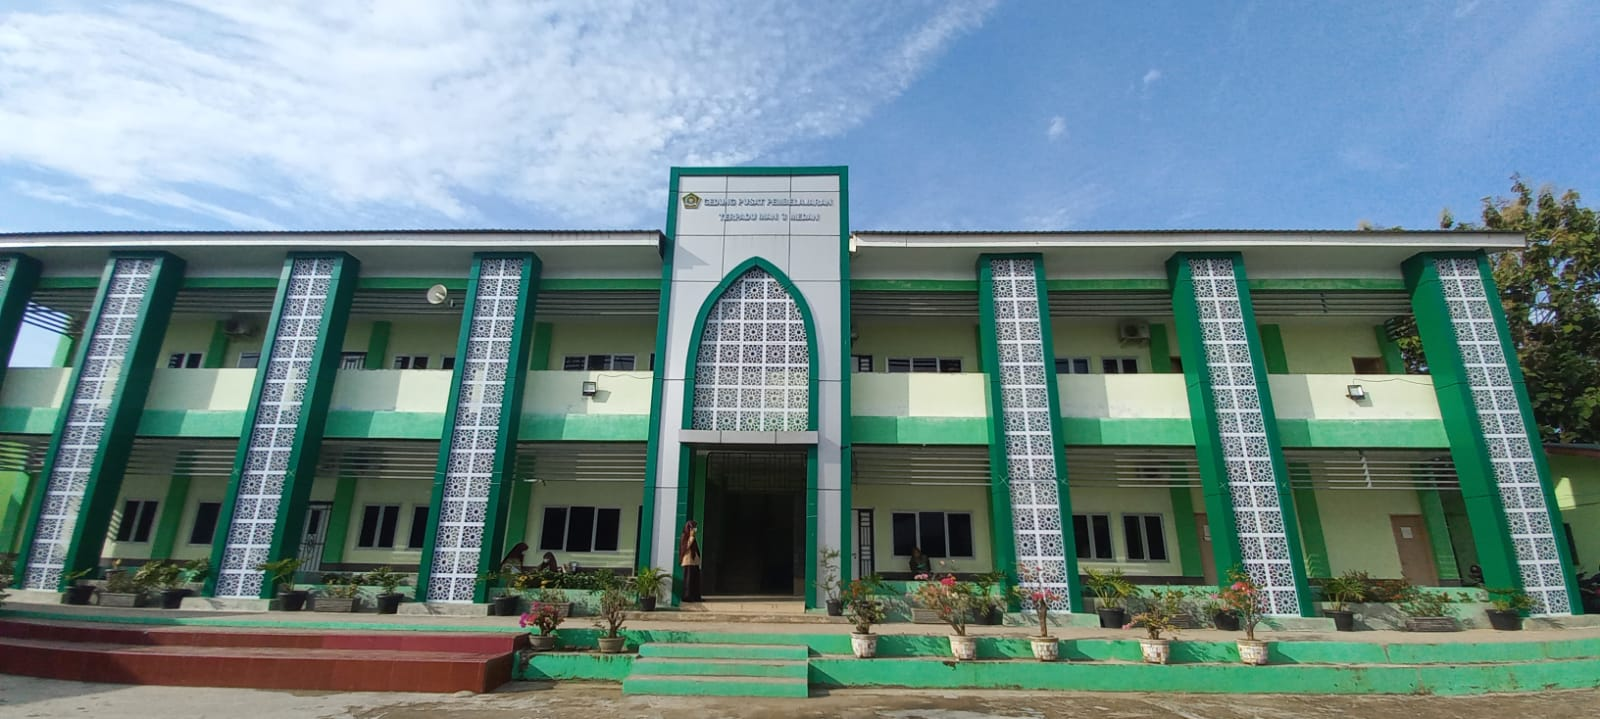 GEDUNG PUSAT PEMBELAJARAN
TERPADU MAN 3 MEDAN